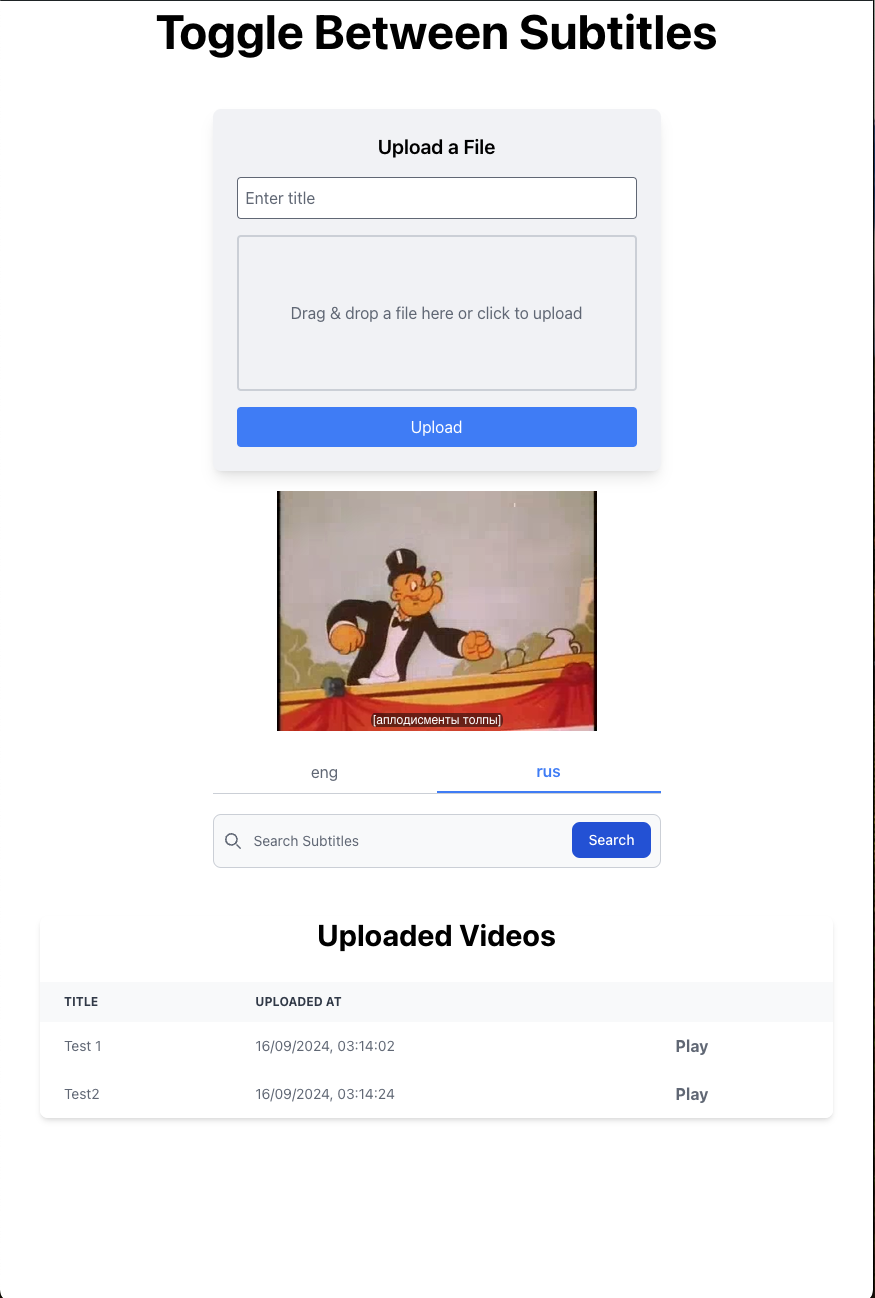 Toggle Between Subtitles
Upload a File
Enter title
Drag & drop a file here or click to upload
Upload
[аплодисменты толпы]
eng rus
Search Subtitles Search
Uploaded Videos
TITLE UPLOADED AT
Test 1 16/09/2024, 03:14:02 Play
Test2 16/09/2024, 03:14:24 Play